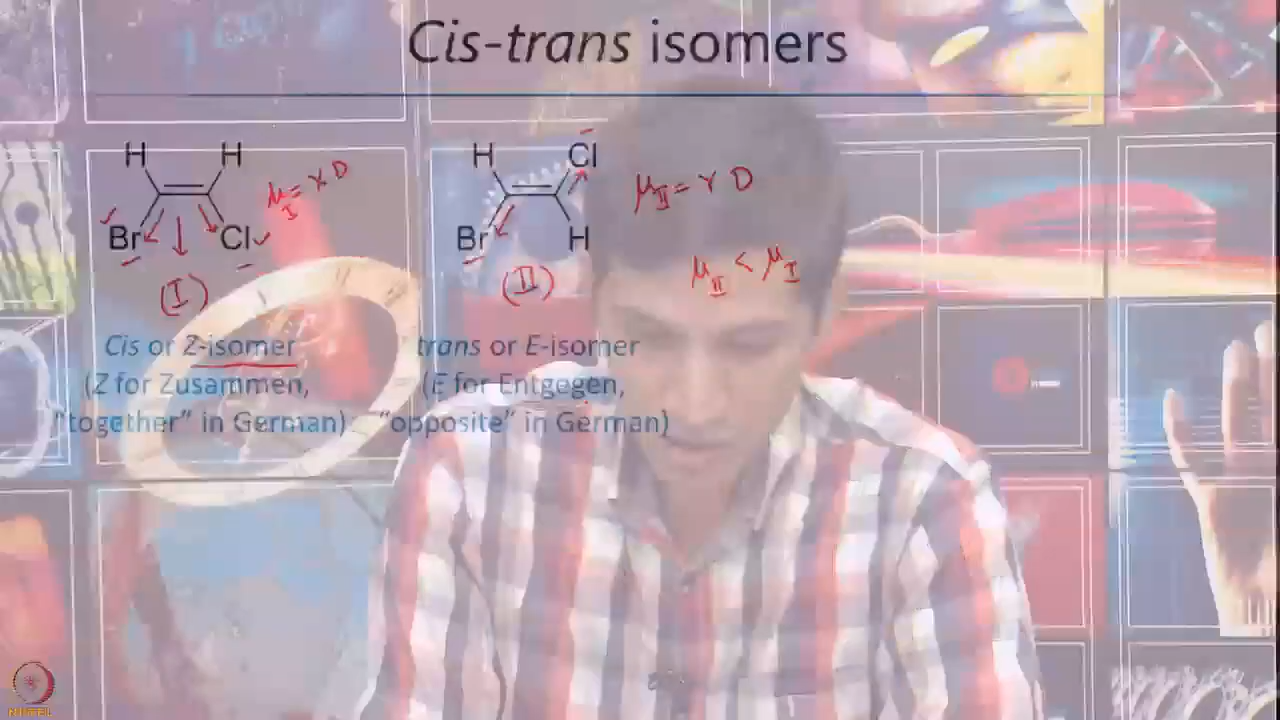 Cis-trans isomers
H H
Br Cl
μI = x D
(I)
H Cl
Br H
(II)
μII = Y D
μII < μI
Cis or Z-isomer
(Z for Zusammen,
"together" in German)
trans or E-isomer
(E for Entgegen,
"opposite" in German)
NPTEL